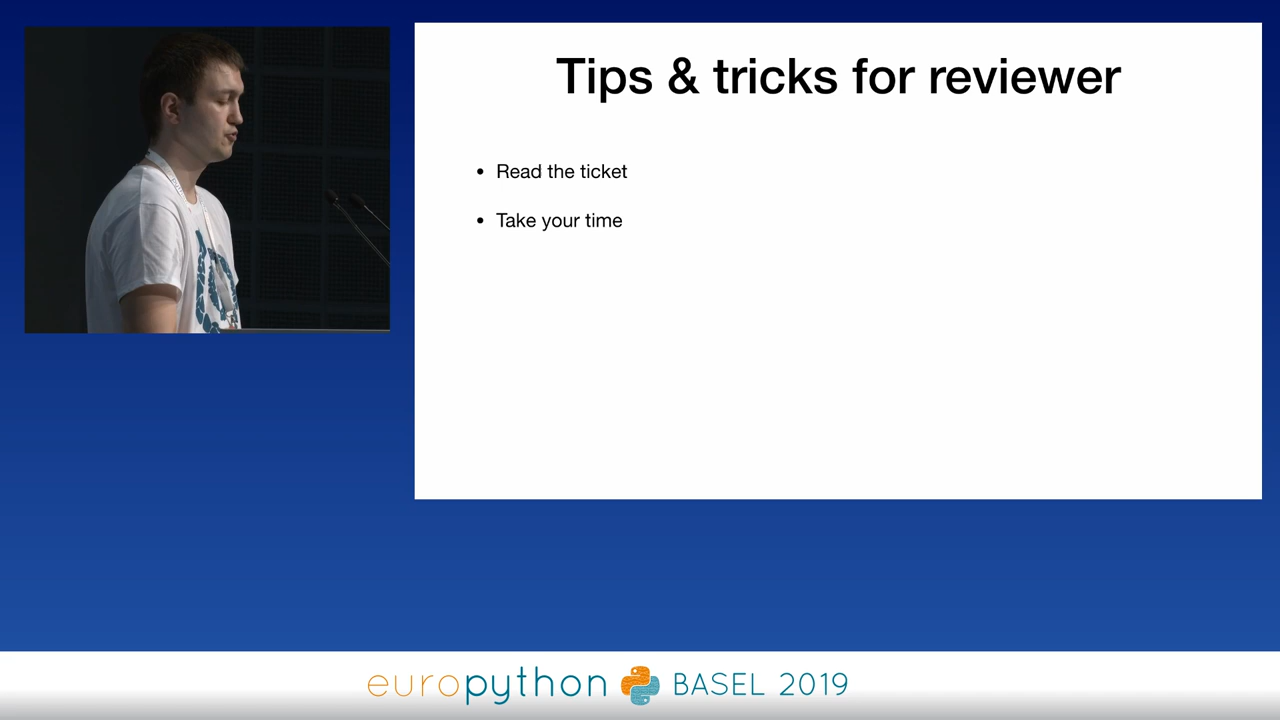 Tips & tricks for reviewer
• Read the ticket
• Take your time
europython BASEL 2019